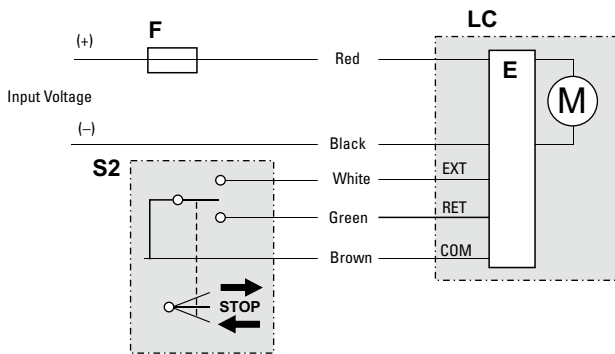 LC
F
(+)
Red
E
M
Input Voltage
(–)
Black
S2
White
EXT
Green
RET
Brown
COM
STOP